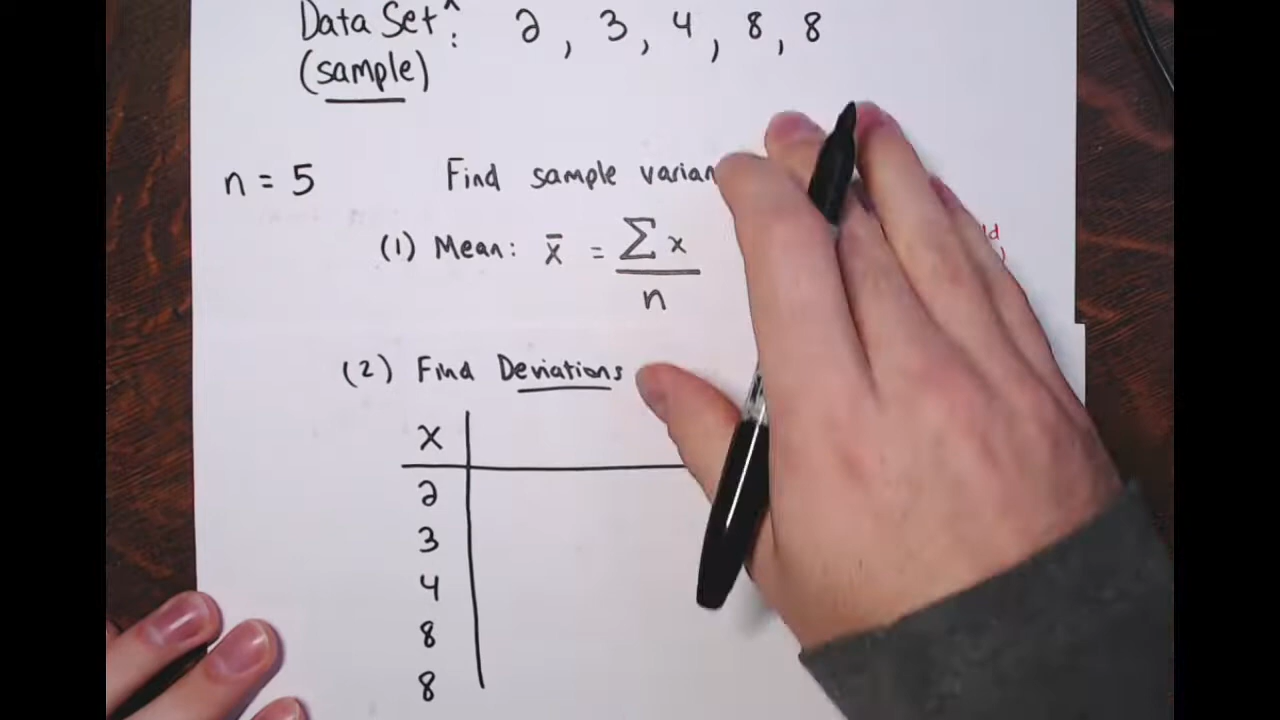 Data Set: 2, 3, 4, 8, 8
(sample)
n = 5 Find sample
(1) Mean: x̄ = Σx / n
(2) Find Deviations
x
2
3
4
8
8